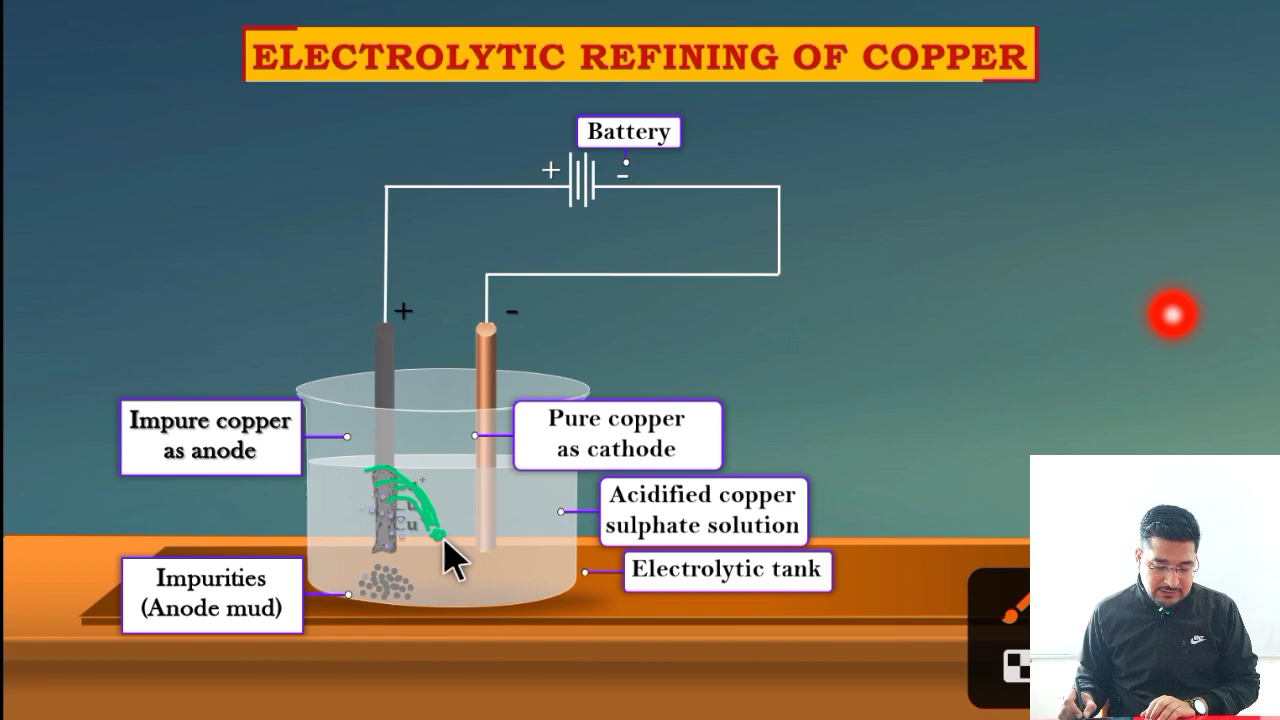 ELECTROLYTIC REFINING OF COPPER
Battery
+
-
+
-
Impure copper
as anode
Pure copper
as cathode
Acidified copper
sulphate solution
Electrolytic tank
Impurities
(Anode mud)